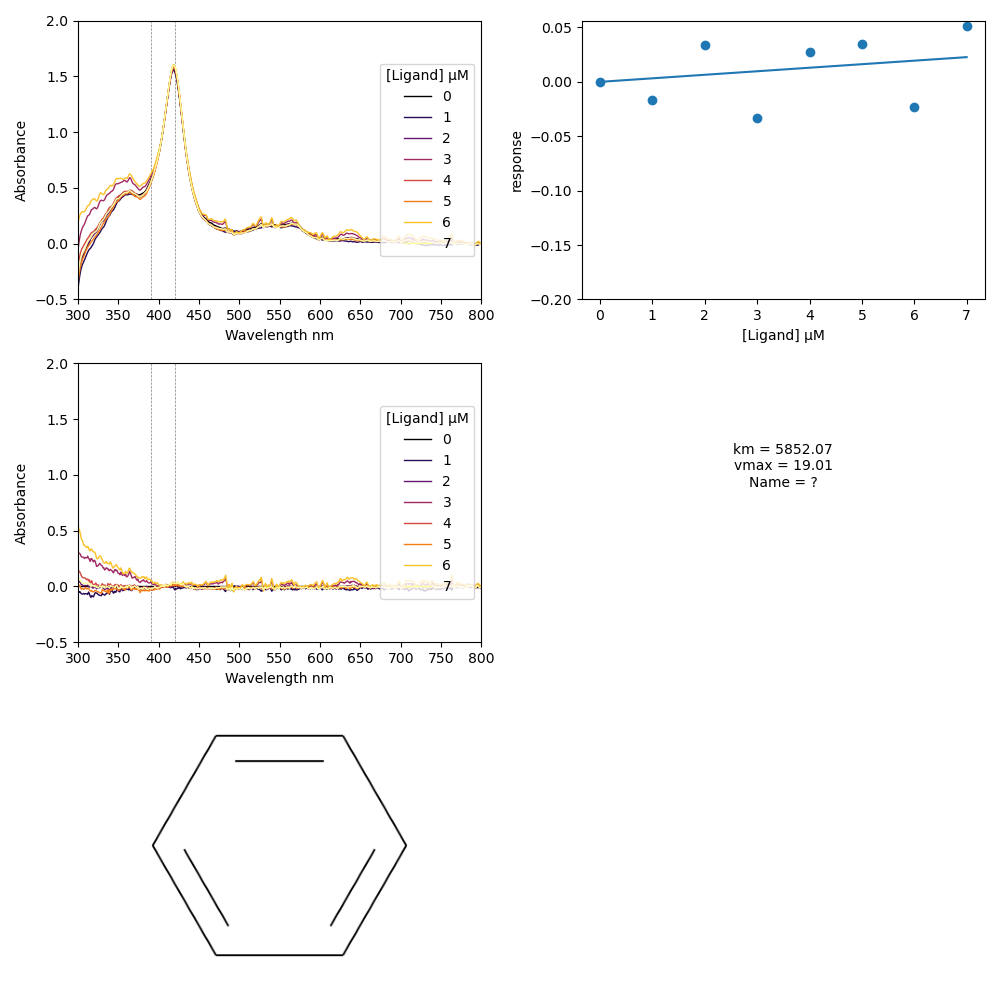 2.0
1.5
1.0
0.5
0.0
−0.5
Absorbance
300 350 400 450 500 550 600 650 700 750 800
Wavelength nm
[Ligand] μM
0
1
2
3
4
5
6
7
0.05
0.00
−0.05
−0.10
−0.15
−0.20
response
0 1 2 3 4 5 6 7
[Ligand] μM
2.0
1.5
1.0
0.5
0.0
−0.5
Absorbance
300 350 400 450 500 550 600 650 700 750 800
Wavelength nm
[Ligand] μM
0
1
2
3
4
5
6
7
km = 5852.07
vmax = 19.01
Name = ?